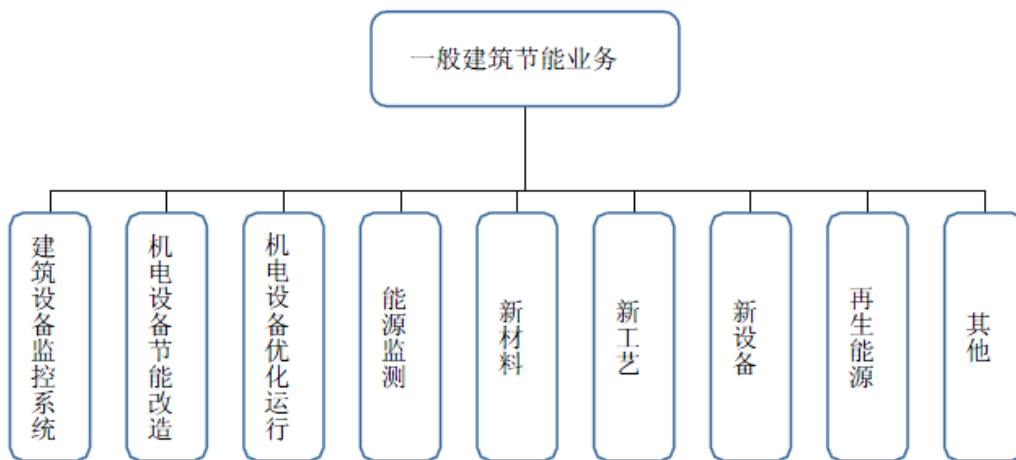 一般建筑节能业务
建筑设备监控系统
机电设备节能改造
机电设备优化运行
能源监测
新材料
新工艺
新设备
再生能源
其他